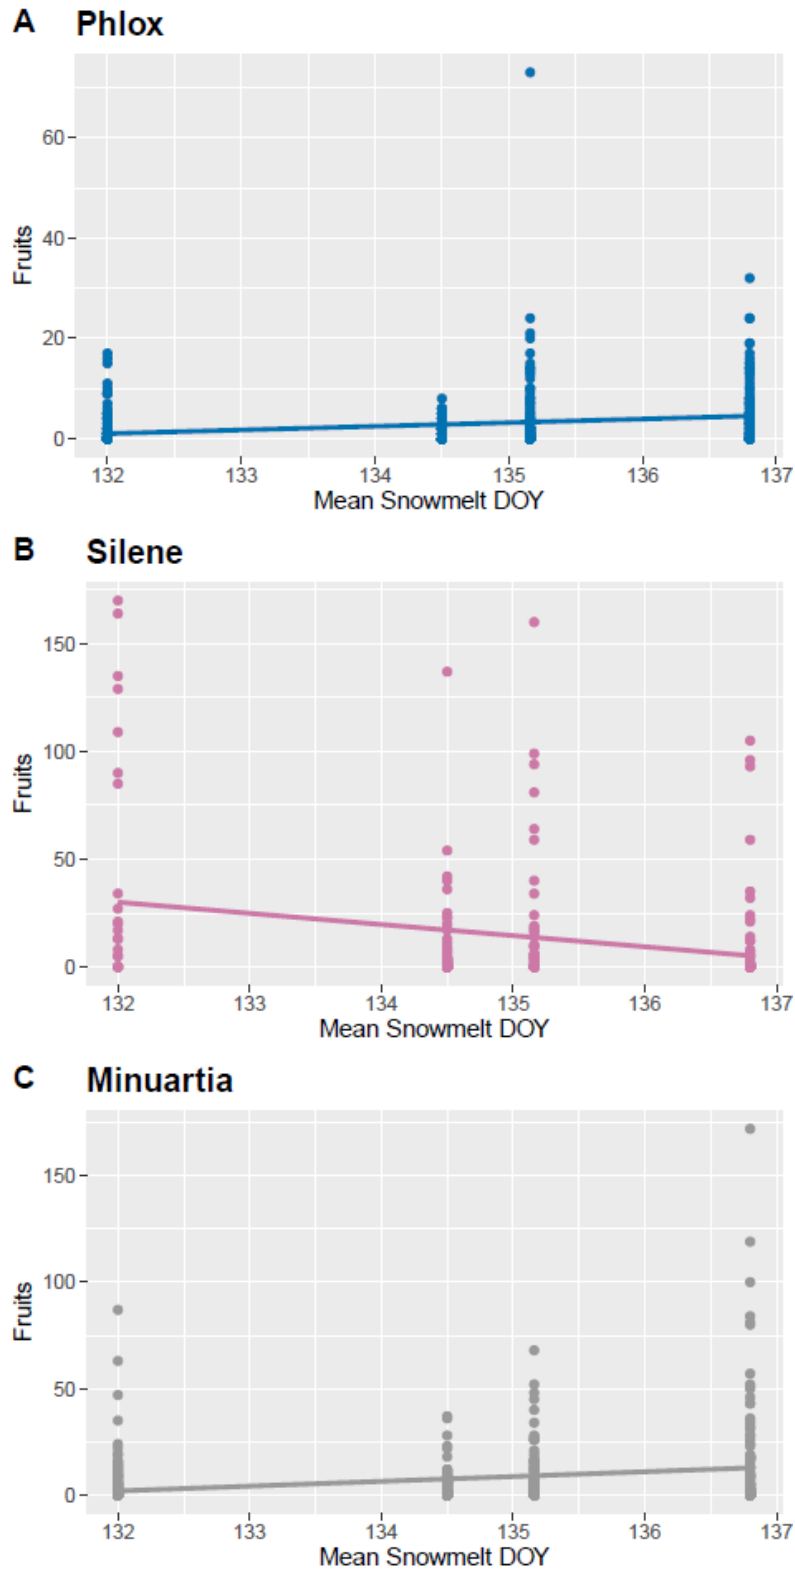 A Phlox
60
40
20
0
Fruits
132 133 134 135 136 137
Mean Snowmelt DOY
B Silene
150
100
50
0
Fruits
132 133 134 135 136 137
Mean Snowmelt DOY
C Minuartia
150
100
50
0
Fruits
132 133 134 135 136 137
Mean Snowmelt DOY